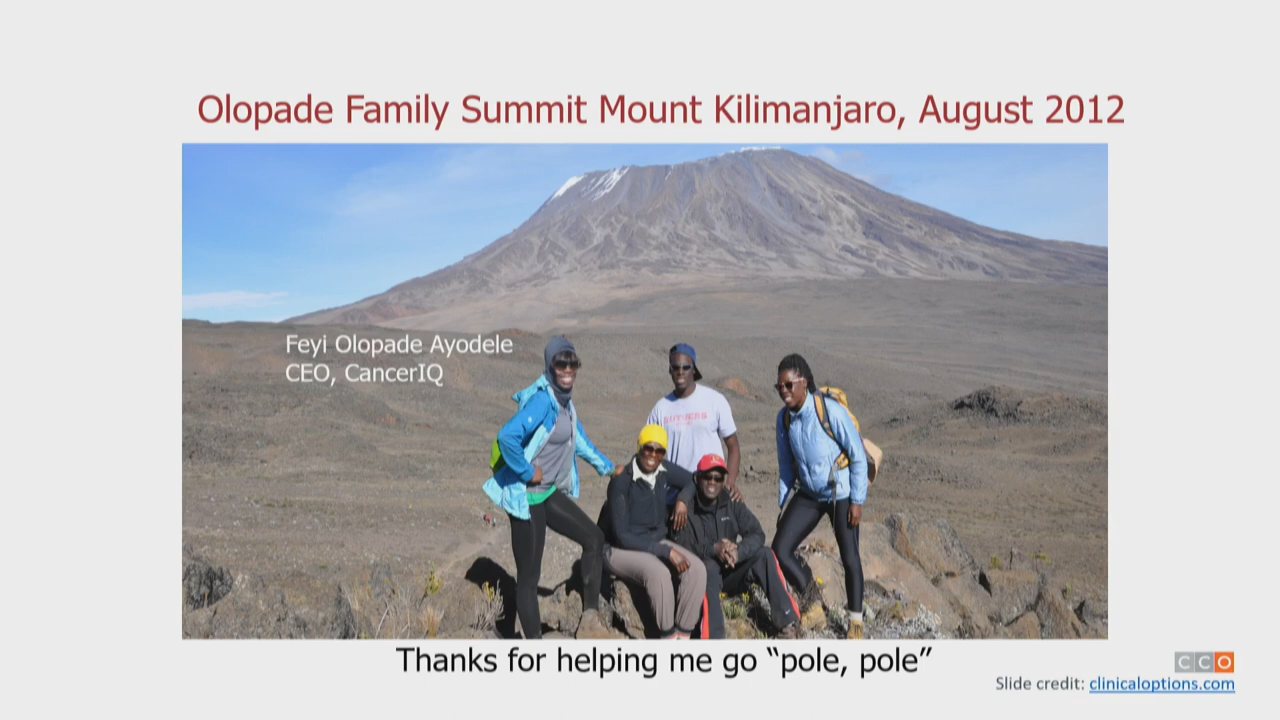 Olopade Family Summit Mount Kilimanjaro, August 2012
Feyi Olopade Ayodele
CEO, CancerIQ
RUTGERS
Thanks for helping me go “pole, pole”
CCO
Slide credit: clinicaloptions.com